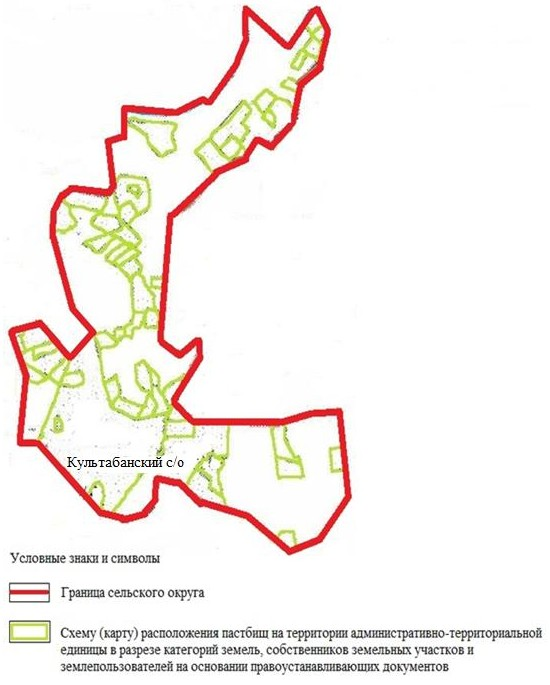 Культабанский с/о
Условные знаки и символы
Граница сельского округа
Схему (карту) расположения пастбищ на территории административно-территориальной
единицы в разрезе категорий земель, собственников земельных участков и
землепользователей на основании правоустанавливающих документов